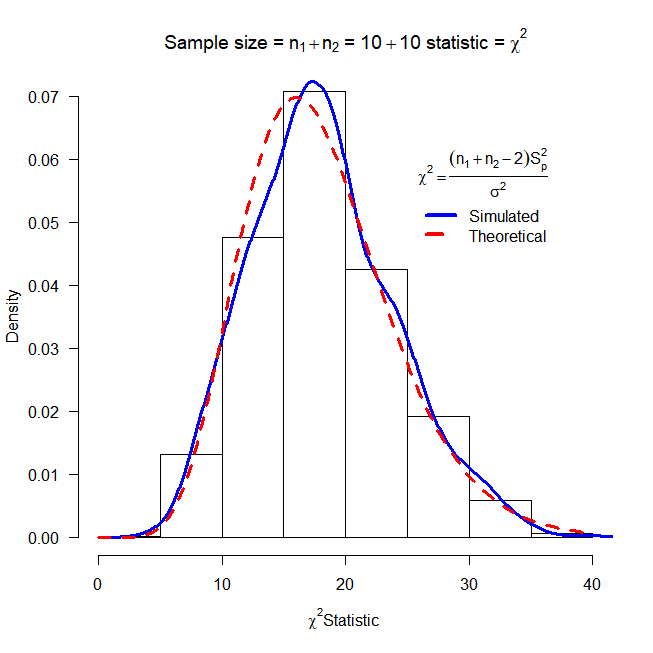 Sample size = n₁ + n₂ = 10 + 10 statistic = χ²
0.07
0.06
0.05
0.04
0.03
0.02
0.01
0.00
Density
χ² = (n₁ + n₂ − 2)S²ₚ / σ²
Simulated
Theoretical
0 10 20 30 40
χ²Statistic